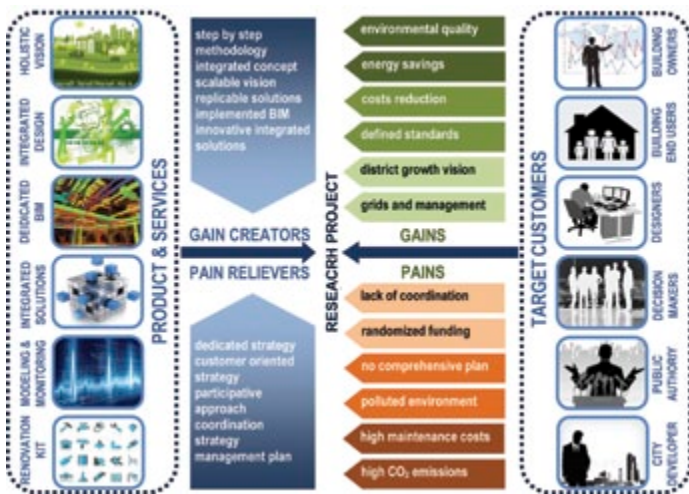 HOLISTIC
VISION
INTEGRATED
DESIGN
DEIDICATED
BIM
INTEGRATED
SOLUTIONS
MODELING &
MONITORING
RENOVATION
KIT
PRODUCT & SERVICES
step by step
methodology
integrated concept
scalable vision
replicable solutions
implemented BIM
innovative integrated
solutions
GAIN CREATORS
PAIN RELIEVERS
dedicated strategy
customer oriented
strategy
participative
approach
coordination
strategy
management plan
RESEACRH PROJECT
environmental quality
energy savings
costs reduction
defined standards
district growth vision
grids and management
GAINS
PAINS
lack of coordination
randomized funding
no comprehensive plan
polluted environment
high maintenance costs
high CO₂ emissions
TARGET CUSTOMERS
BUILDING
OWNERS
BUILDING
END USERS
DESIGNERS
DECISION
MAKERS
PUBLIC
AUTHORIY
CITY
DEVELOPER